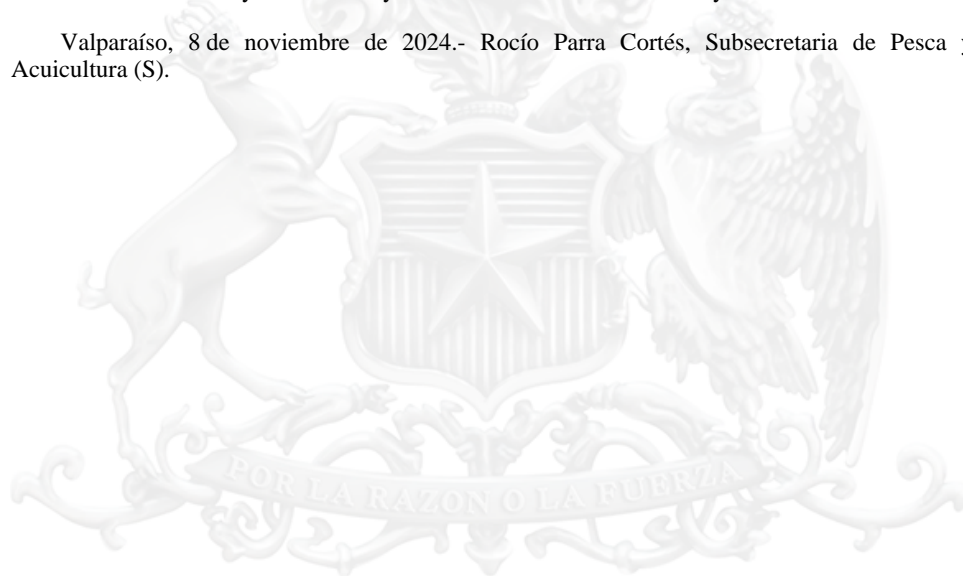 Valparaíso, 8 de noviembre de 2024.- Rocío Parra Cortés, Subsecretaria de Pesca
Acuicultura (S).
POR LA RAZON O LA FUERZA